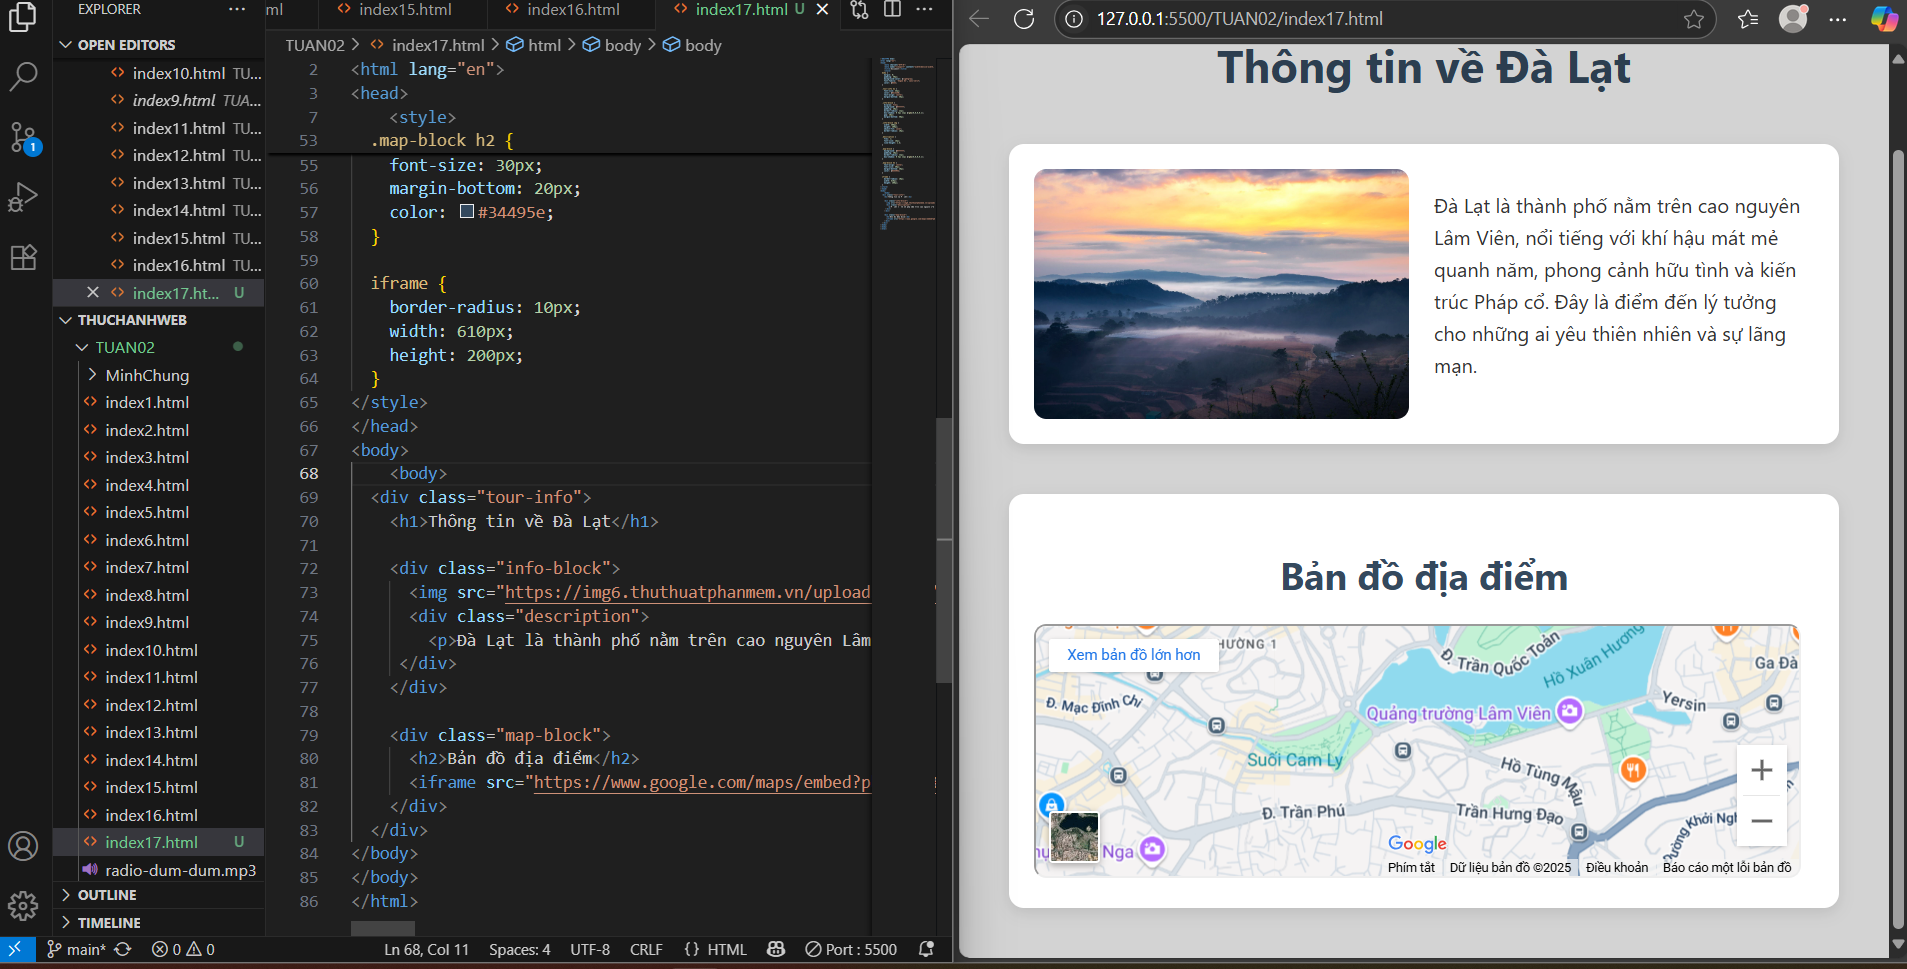 EXPLORER
OPEN EDITORS
index10.html TU...
index9.html TUA...
index11.html TU...
index12.html TU...
index13.html TU...
index14.html TU...
index15.html TU...
index16.html TU...
index17.ht... U
THUCHANHWEB
TUAN02
MinhChung
index1.html
index2.html
index3.html
index4.html
index5.html
index6.html
index7.html
index8.html
index9.html
index10.html
index11.html
index12.html
index13.html
index14.html
index15.html
index16.html
index17.html U
radio-dum-dum.mp3
OUTLINE
TIMELINE
1
ml index15.html index16.html index17.html U
TUAN02 > index17.html > html > body > body
2 <html lang="en">
3 <head>
7 <style>
53 .map-block h2 {
55 font-size: 30px;
56 margin-bottom: 20px;
57 color: #34495e;
58 }
59
60 iframe {
61 border-radius: 10px;
62 width: 610px;
63 height: 200px;
64 }
65 </style>
66 </head>
67 <body>
68 <body>
69 <div class="tour-info">
70 <h1>Thông tin về Đà Lạt</h1>
71
72 <div class="info-block">
73 <img src="https://img6.thuthuatphanmem.vn/upload
74 <div class="description">
75 <p>Đà Lạt là thành phố nằm trên cao nguyên Lâm
76 </div>
77 </div>
78
79 <div class="map-block">
80 <h2>Bản đồ địa điểm</h2>
81 <iframe src="https://www.google.com/maps/embed?p
82 </div>
83 </div>
84 </body>
85 </body>
86 </html>
main* 0 0 Ln 68, Col 11 Spaces: 4 UTF-8 CRLF {} HTML Port : 5500
127.0.0.1:5500/TUAN02/index17.html
Thông tin về Đà Lạt
Đà Lạt là thành phố nằm trên cao nguyên
Lâm Viên, nổi tiếng với khí hậu mát mẻ
quanh năm, phong cảnh hữu tình và kiến
trúc Pháp cổ. Đây là điểm đến lý tưởng
cho những ai yêu thiên nhiên và sự lãng
mạn.
Bản đồ địa điểm
Xem bản đồ lớn hơn
HƯỜNG 1
Đ. Trần Quốc Toản
Hồ Xuân Hương
Ga Đà
Đ. Mạc Đĩnh Chi
Quảng trường Lâm Viên
Yersin
Suối Cam Ly
Hồ Tùng Mậu
Đ. Trần Phú
Trần Hưng Đạo
Nga
Google
Phím tắt Dữ liệu bản đồ ©2025 Điều khoản Báo cáo một lỗi bản đồ